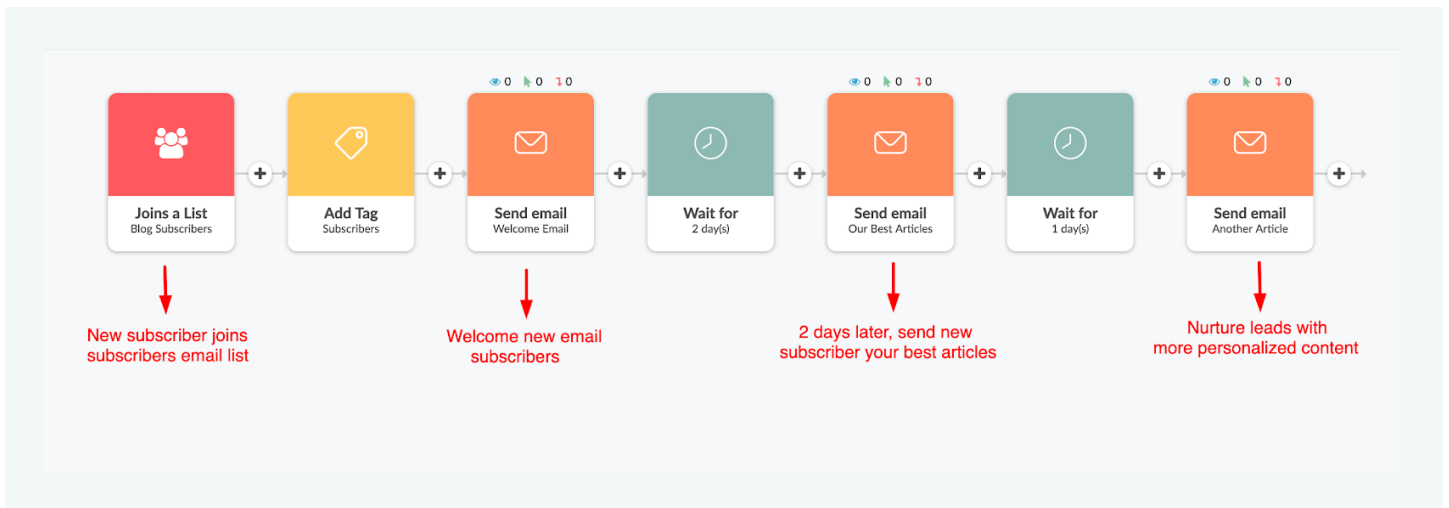 0 0 0
0 0 0
0 0 0
Joins a List
Blog Subscribers
Add Tag
Subscribers
Send email
Welcome Email
Wait for
2 day(s)
Send email
Our Best Articles
Wait for
1 day(s)
Send email
Another Article
New subscriber joins
subscribers email list
Welcome new email
subscribers
2 days later, send new
subscriber your best articles
Nurture leads with
more personalized content